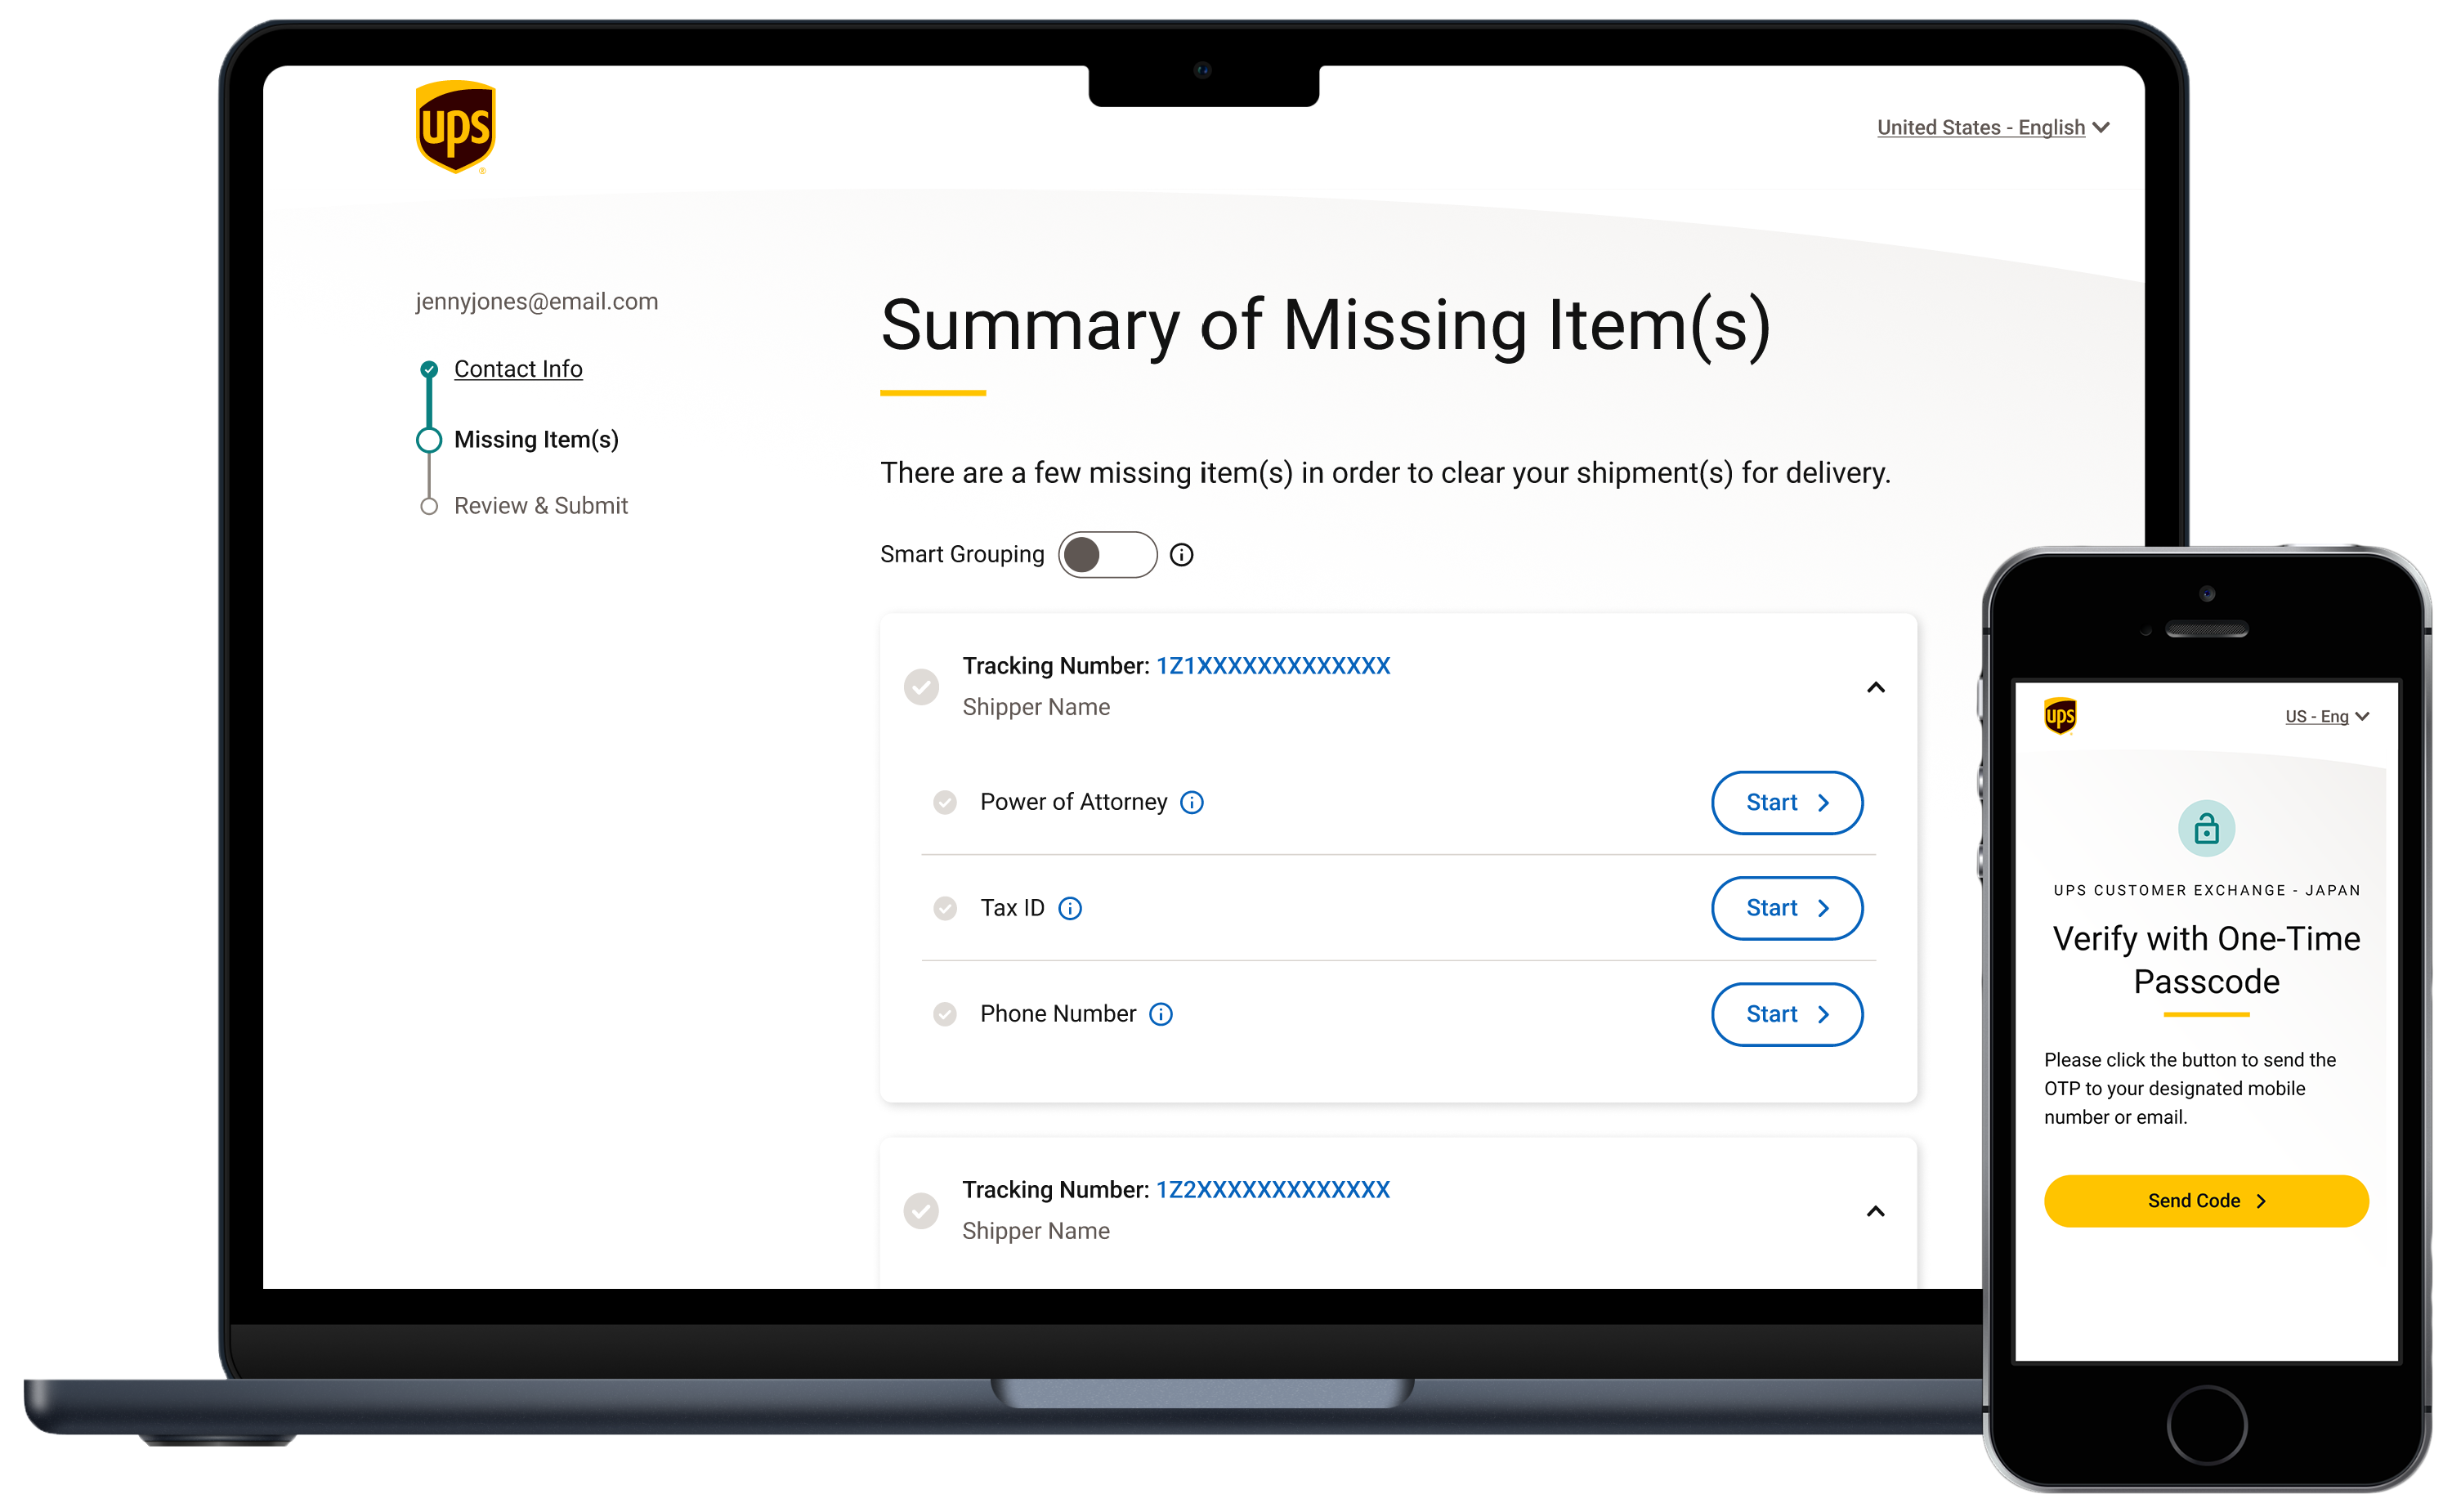 ups
United States - English
jennyjones@email.com
Contact Info
Missing Item(s)
Review & Submit
Summary of Missing Item(s)
There are a few missing item(s) in order to clear your shipment(s) for delivery.
Smart Grouping
Tracking Number: 1Z1XXXXXXXXXXXXX
Shipper Name
Power of Attorney
Start
Tax ID
Start
Phone Number
Start
Tracking Number: 1Z2XXXXXXXXXXXXX
Shipper Name
ups
US - Eng
UPS CUSTOMER EXCHANGE - JAPAN
Verify with One-Time
Passcode
Please click the button to send the
OTP to your designated mobile
number or email.
Send Code